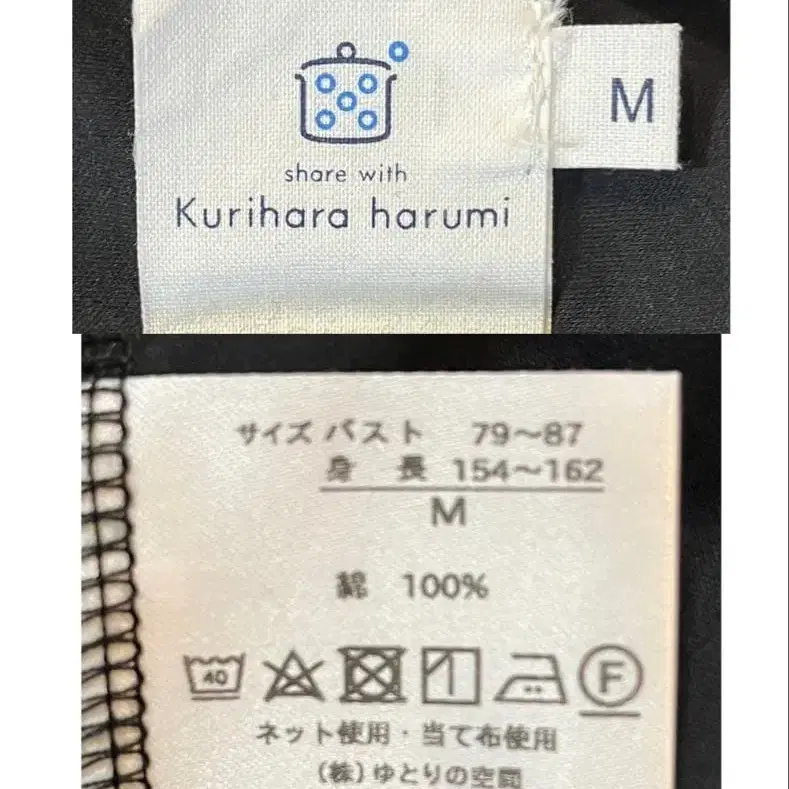 M
share with
Kurihara harumi
サイズ バスト 79〜87
身 長 154〜162
M
綿 100%
40
F
ネット使用・当て布使用
(株)ゆとりの空間